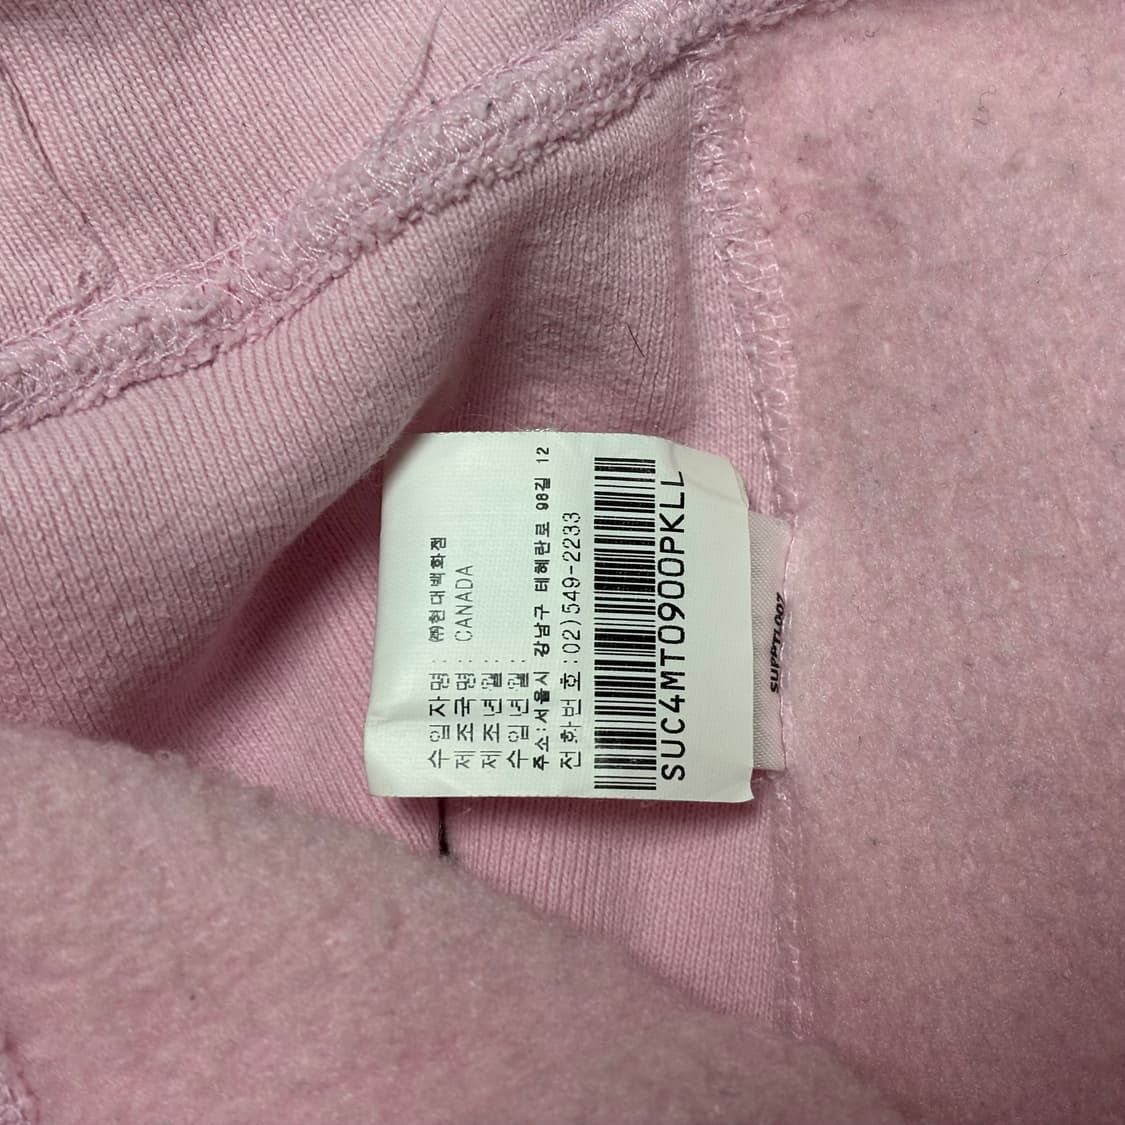 수입자명: ㈜현대백화점
제조국명: CANADA
제조년월:
수입년월:
주소:서울시 강남구 테헤란로 98길 12
전화번호:02)549-2233
SUC4MT0900PKLL
SUPPTL007